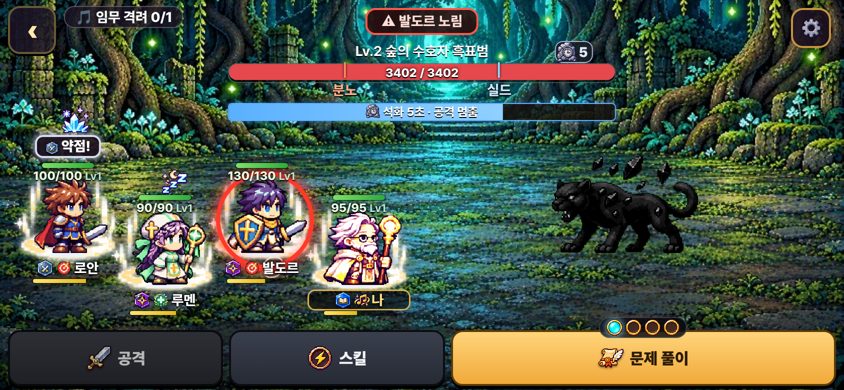 임무 격려 0/1
발도르 노림
Lv.2 숲의 수호자 흑표범
5
3402 / 3402
분노
실드
석화 5초 · 공격 멈춤
약점!
100/100 Lv1
zzz
130/130 Lv1
90/90 Lv1
95/95 Lv1
로안
발도르
루멘
나
공격
스킬
문제 풀이